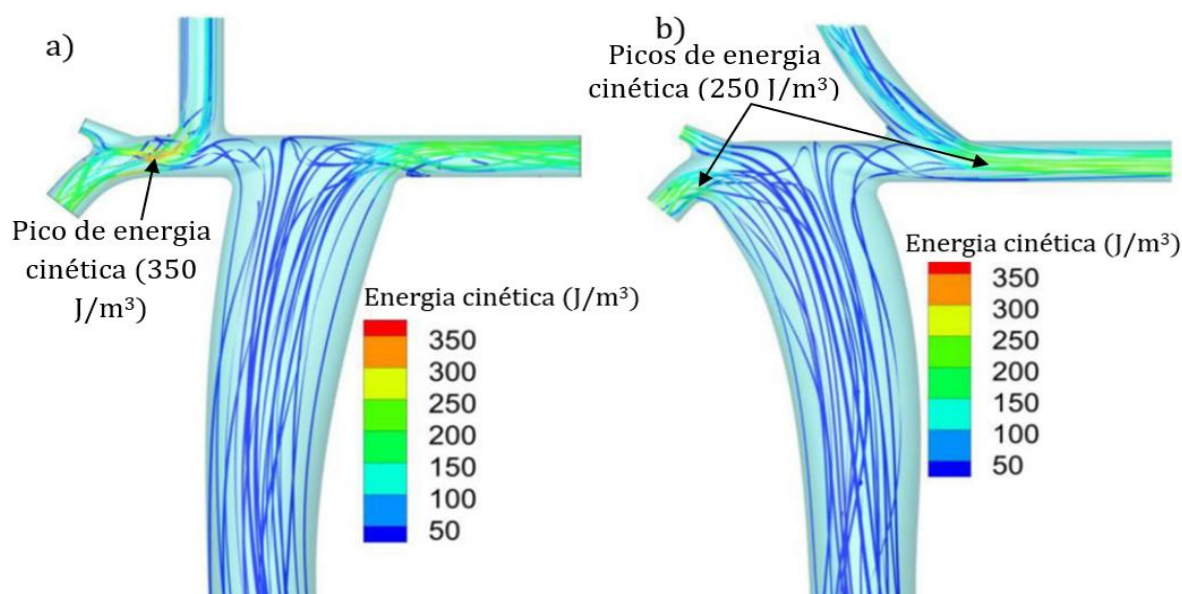 a)
Pico de energia
cinética (350
J/m³)
Energia cinética (J/m³)
350
300
250
200
150
100
50
b)
Picos de energia
cinética (250 J/m³)
Energia cinética (J/m³)
350
300
250
200
150
100
50